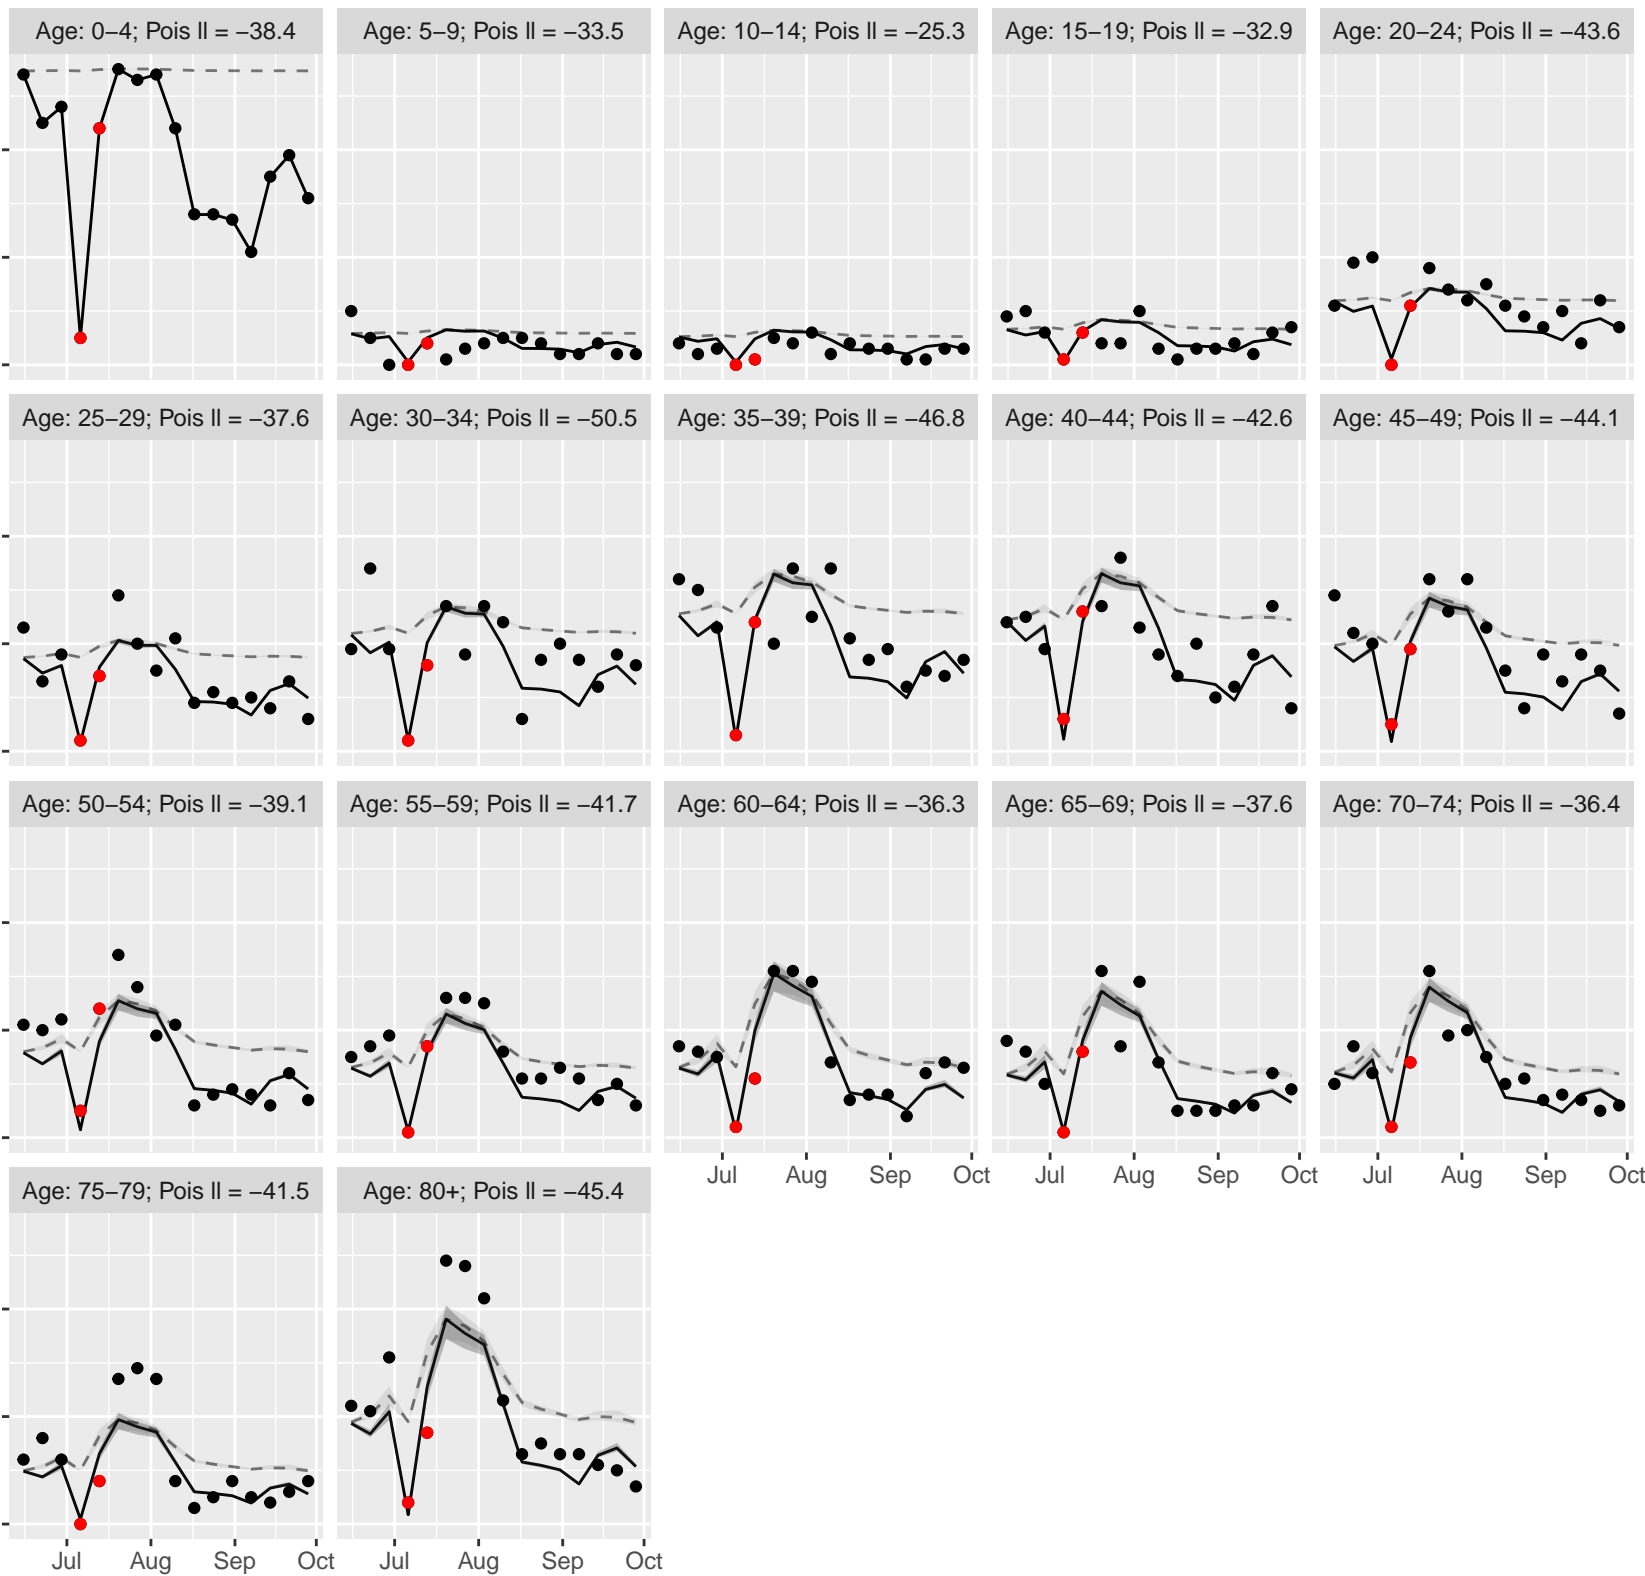 Age: 0−4; Pois ll = −38.4
Age: 5−9; Pois ll = −33.5
Age: 10−14; Pois ll = −25.3
Age: 15−19; Pois ll = −32.9
Age: 20−24; Pois ll = −43.6
Age: 25−29; Pois ll = −37.6
Age: 30−34; Pois ll = −50.5
Age: 35−39; Pois ll = −46.8
Age: 40−44; Pois ll = −42.6
Age: 45−49; Pois ll = −44.1
Age: 50−54; Pois ll = −39.1
Age: 55−59; Pois ll = −41.7
Age: 60−64; Pois ll = −36.3
Age: 65−69; Pois ll = −37.6
Age: 70−74; Pois ll = −36.4
Jul Aug Sep Oct
Jul Aug Sep Oct
Jul Aug Sep Oct
Age: 75−79; Pois ll = −41.5
Age: 80+; Pois ll = −45.4
Jul Aug Sep Oct
Jul Aug Sep Oct